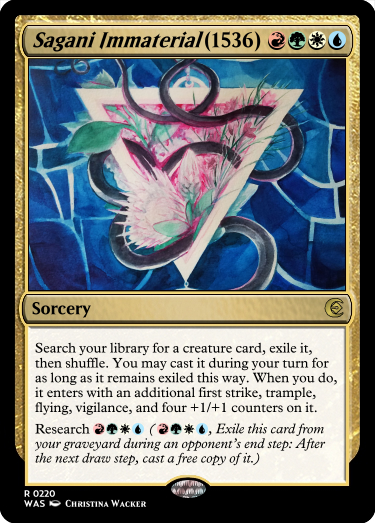 Sagani Immaterial (1536)
Sorcery
Search your library for a creature card, exile it,
then shuffle. You may cast it during your turn for
as long as it remains exiled this way. When you do,
it enters with an additional first strike, trample,
flying, vigilance, and four +1/+1 counters on it.
Research ( , Exile this card from
your graveyard during an opponent's end step: After
the next draw step, cast a free copy of it.)
R 0220
WAS CHRISTINA WACKER